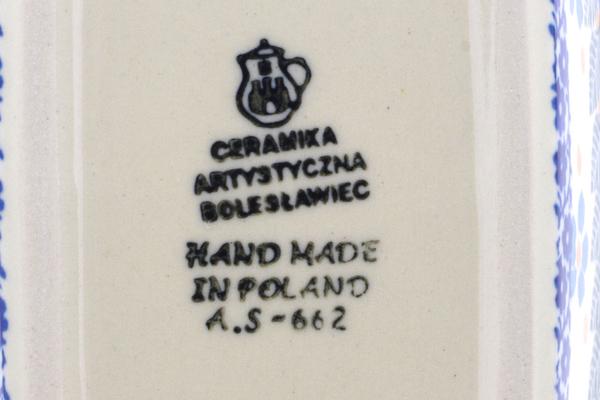 CERAMIKA
ARTYSTYCZNA
BOLESŁAWIEC
HAND MADE
IN POLAND
A.S-662